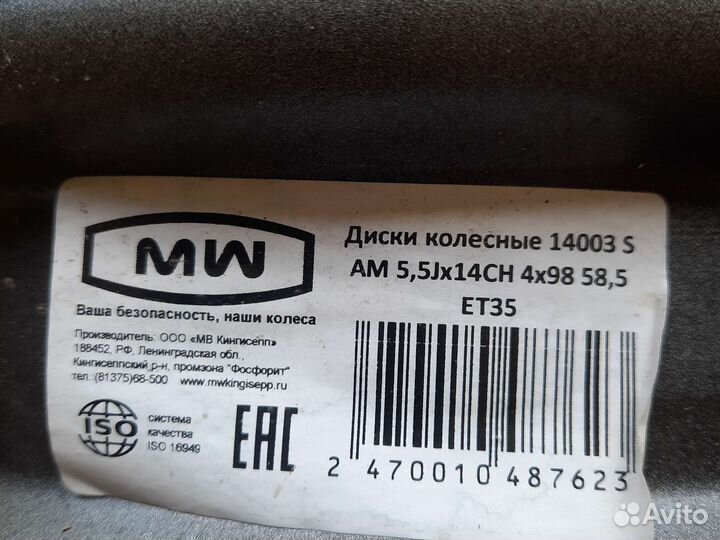 MW
Ваша безопасность, наши колеса
Производитель: ООО «МВ Кингисепп»
188452, РФ, Ленинградская обл.,
Кингисеппский р-н, промзона "Фосфорит"
тел.:(81375)68-500 www.mwkingisepp.ru
ISO
система
качества
ISO 16949
EAC
Диски колесные 14003 S
AM 5,5Jx14CH 4x98 58,5
ET35
2 470010 487623
Avito